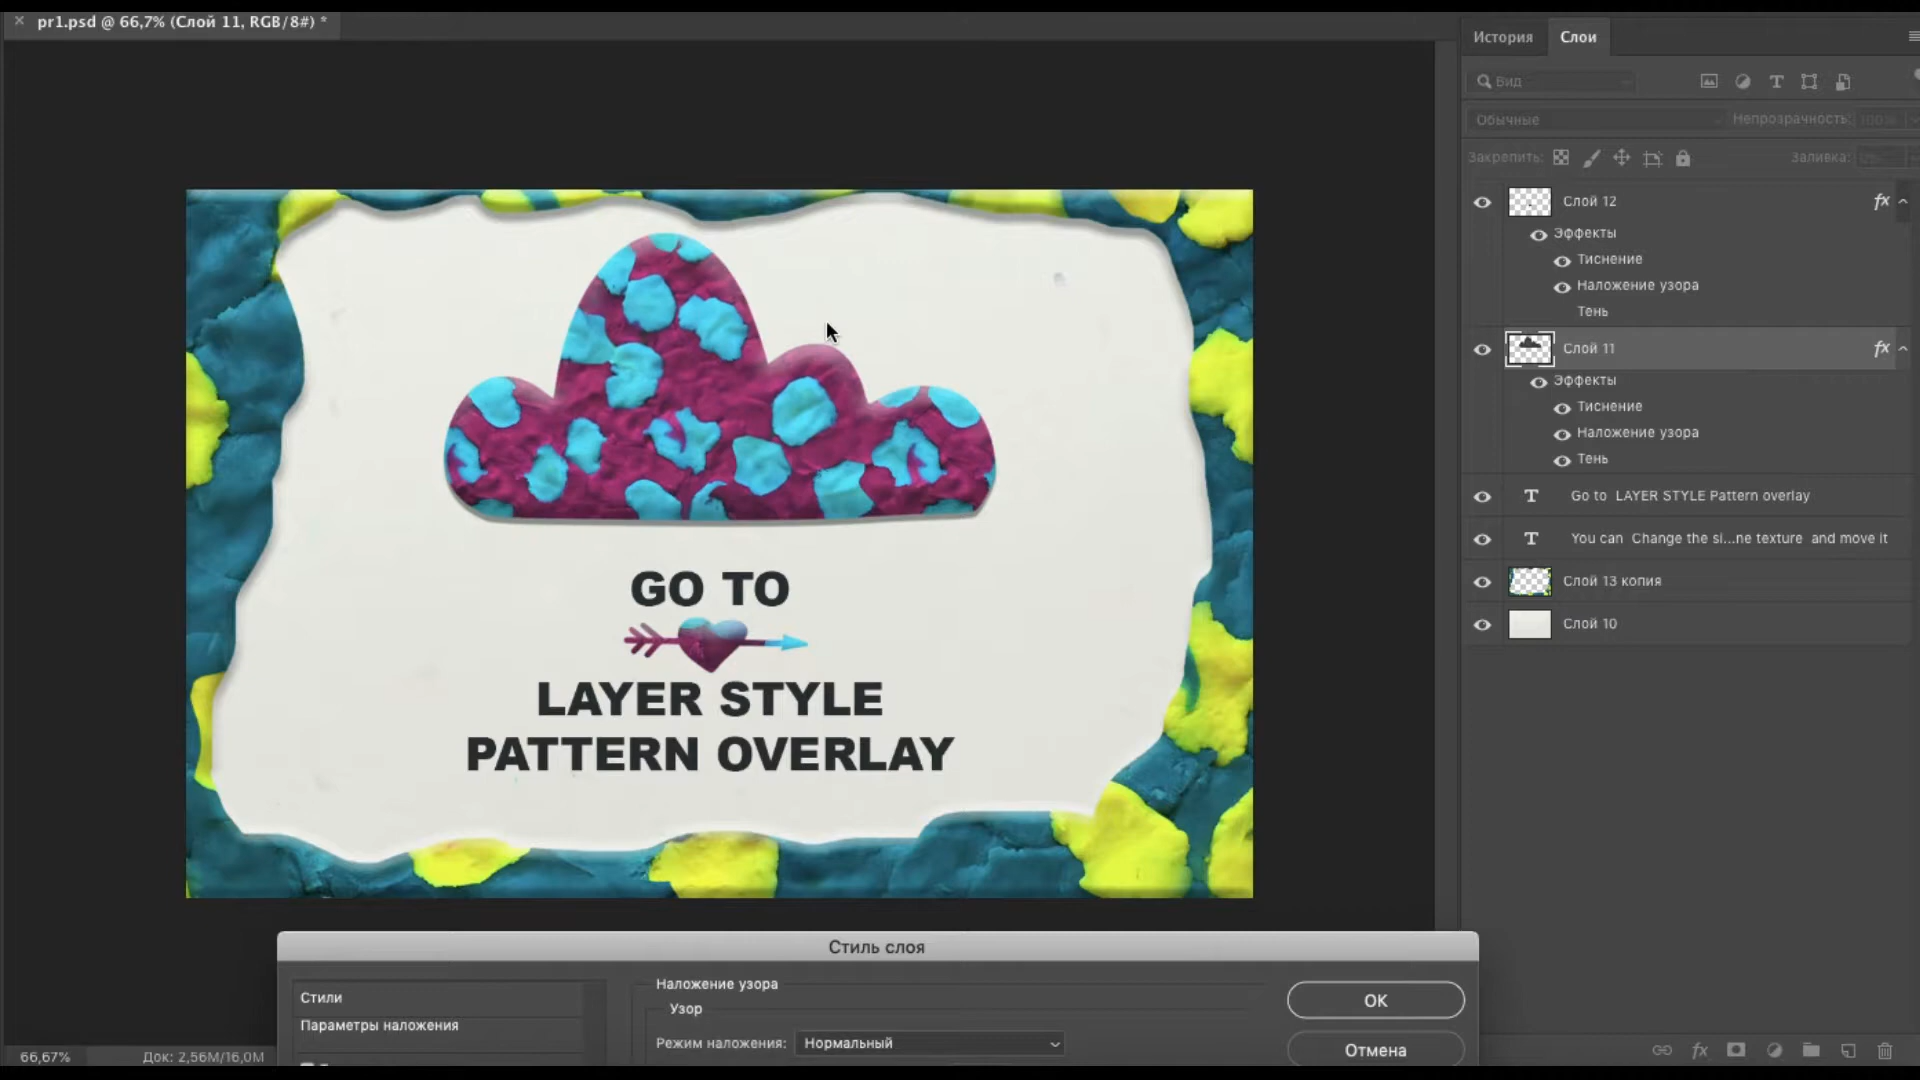 pr1.psd @ 66,7% (Слой 11, RGB/8#) *
История Слои
Вид
Обычные Непрозрачность: 100%
Закрепить: Заливка:
Слой 12 fx
Эффекты
Тиснение
Наложение узора
Тень
Слой 11 fx
Эффекты
Тиснение
Наложение узора
Тень
T Go to LAYER STYLE Pattern overlay
T You can Change the si...ne texture and move it
Слой 13 копия
Слой 10
GO TO
LAYER STYLE
PATTERN OVERLAY
Стиль слоя
Стили
Параметры наложения
Наложение узора
Узор
Режим наложения: Нормальный
OK
Отмена
66,67% Док: 2,56M/16,0M
fx